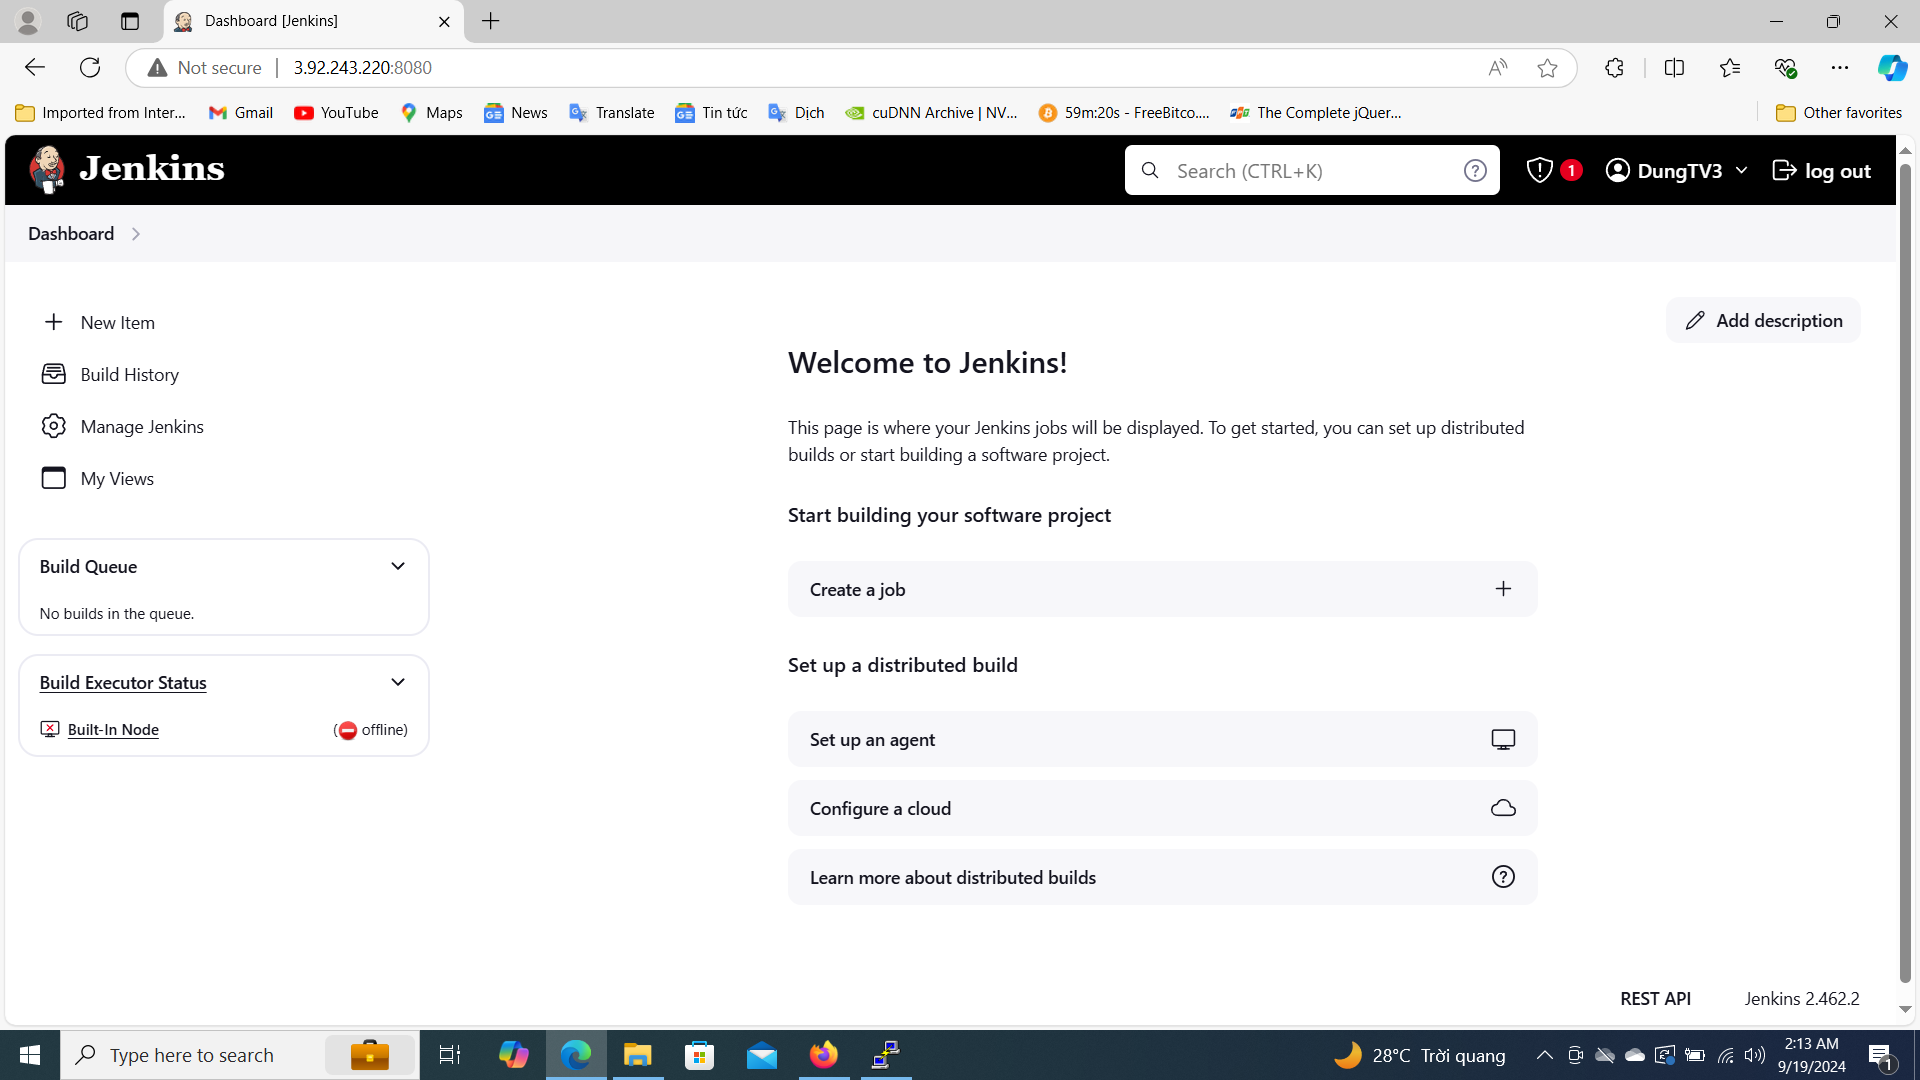 Dashboard [Jenkins]
Not secure
3.92.243.220:8080
Imported from Inter...
Gmail
YouTube
Maps
News
Translate
Tin tức
Dịch
cuDNN Archive | NV...
59m:20s - FreeBitco....
The Complete jQuer...
Other favorites
Jenkins
Search (CTRL+K)
1
DungTV3
log out
Dashboard
New Item
Build History
Manage Jenkins
My Views
Build Queue
No builds in the queue.
Build Executor Status
Built-In Node
(offline)
Add description
Welcome to Jenkins!
This page is where your Jenkins jobs will be displayed. To get started, you can set up distributed
builds or start building a software project.
Start building your software project
Create a job
Set up a distributed build
Set up an agent
Configure a cloud
Learn more about distributed builds
REST API
Jenkins 2.462.2
Type here to search
28°C Trời quang
2:13 AM
9/19/2024
1